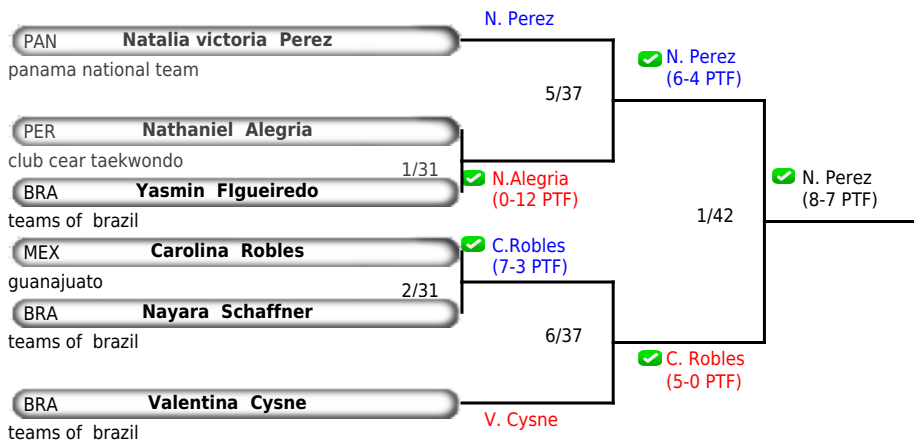 N. Perez
PAN Natalia victoria Perez
panama national team
N. Perez
(6-4 PTF)
5/37
PER Nathaniel Alegria
club cear taekwondo
1/31
N.Alegria
(0-12 PTF)
BRA Yasmin FIgueiredo
teams of brazil
N. Perez
(8-7 PTF)
1/42
MEX Carolina Robles
guanajuato
C.Robles
(7-3 PTF)
2/31
BRA Nayara Schaffner
teams of brazil
6/37
C. Robles
(5-0 PTF)
BRA Valentina Cysne
teams of brazil
V. Cysne